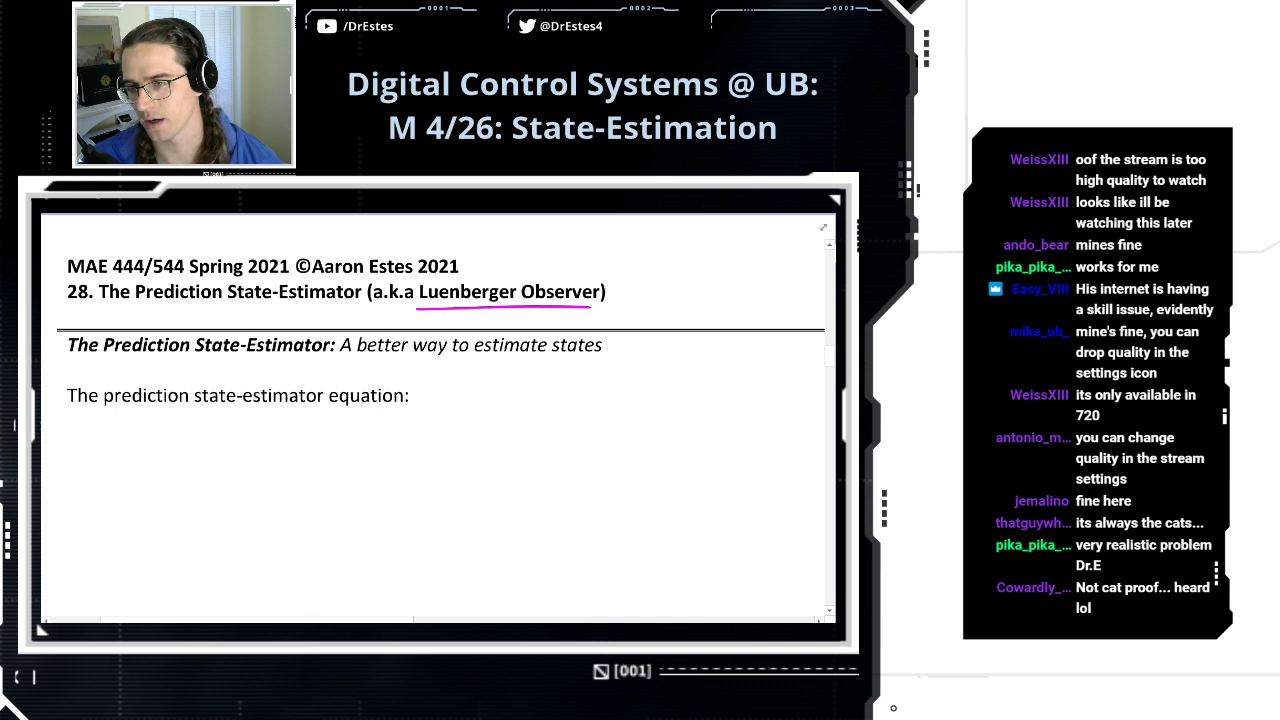 /DrEstes
0001
@DrEstes4
0002
0003
Digital Control Systems @ UB:
M 4/26: State-Estimation
[001]
MAE 444/544 Spring 2021 ©Aaron Estes 2021
28. The Prediction State-Estimator (a.k.a Luenberger Observer)
The Prediction State-Estimator: A better way to estimate states
The prediction state-estimator equation:
[001]
WeissXIII oof the stream is too
high quality to watch
WeissXIII looks like ill be
watching this later
ando_bear mines fine
pika_pika_… works for me
Easy_VIII His internet is having
a skill issue, evidently
mike_ub_ mine's fine, you can
drop quality in the
settings icon
WeissXIII its only available in
720
antonio_m… you can change
quality in the stream
settings
jemalino fine here
thatguywh… its always the cats...
pika_pika_… very realistic problem
Dr.E
Cowardly_… Not cat proof... heard
lol